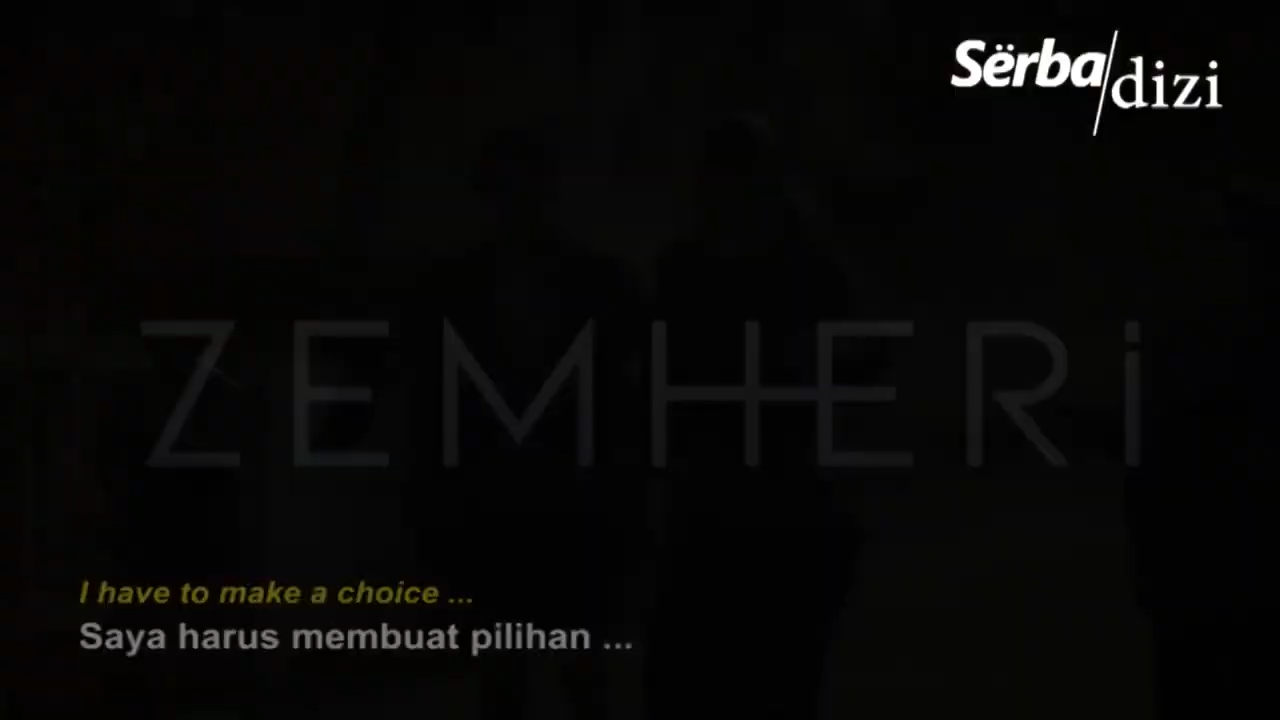 Sërba/dizi
ZEMHERİ
I have to make a choice ...
Saya harus membuat pilihan ...